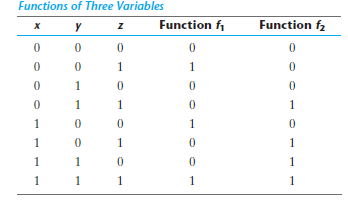 Functions of Three Variables
x y z Function f₁ Function f₂
0 0 0 0 0
0 0 1 1 0
0 1 0 0 0
0 1 1 0 1
1 0 0 1 0
1 0 1 0 1
1 1 0 0 1
1 1 1 1 1